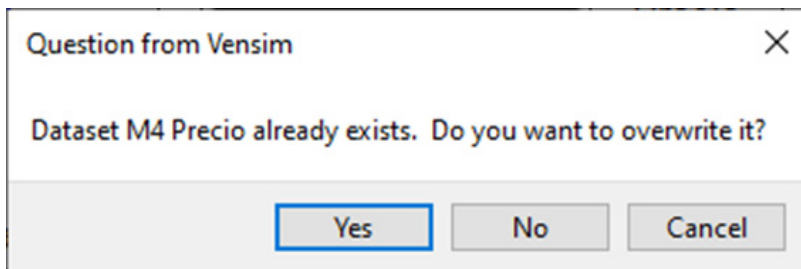 Question from Vensim
Dataset M4 Precio already exists.  Do you want to overwrite it?
Yes
No
Cancel